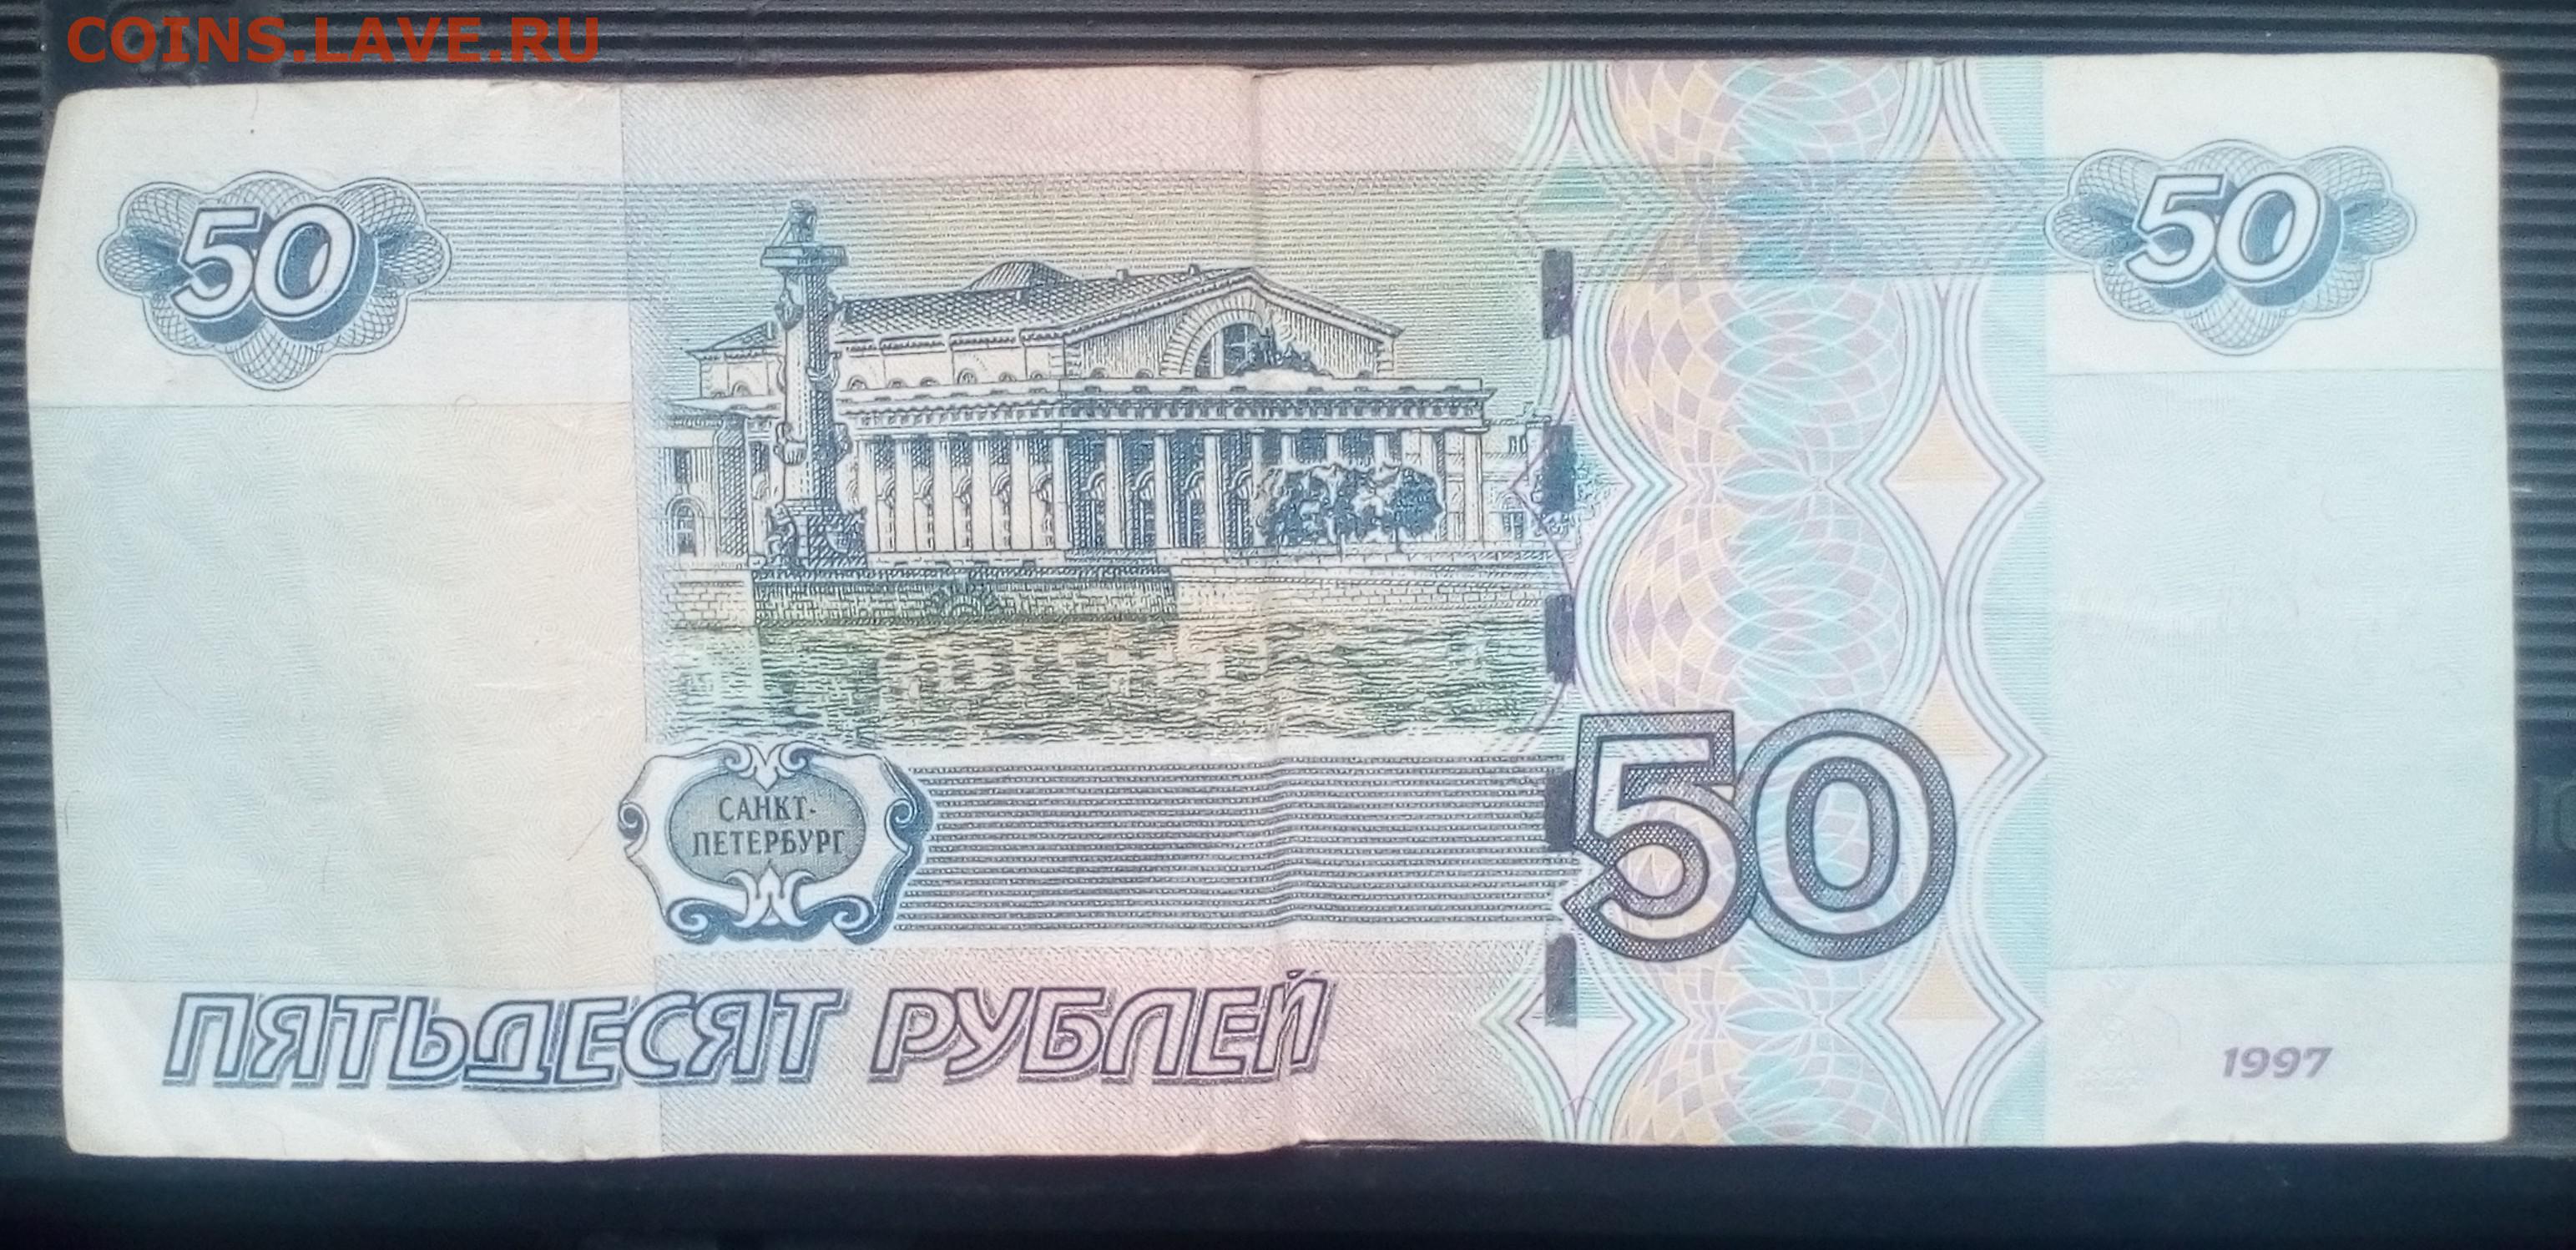 COINS.LAVE.RU
50
50
САНКТ-
ПЕТЕРБУРГ
50
ПЯТЬДЕСЯТ РУБЛЕЙ
1997